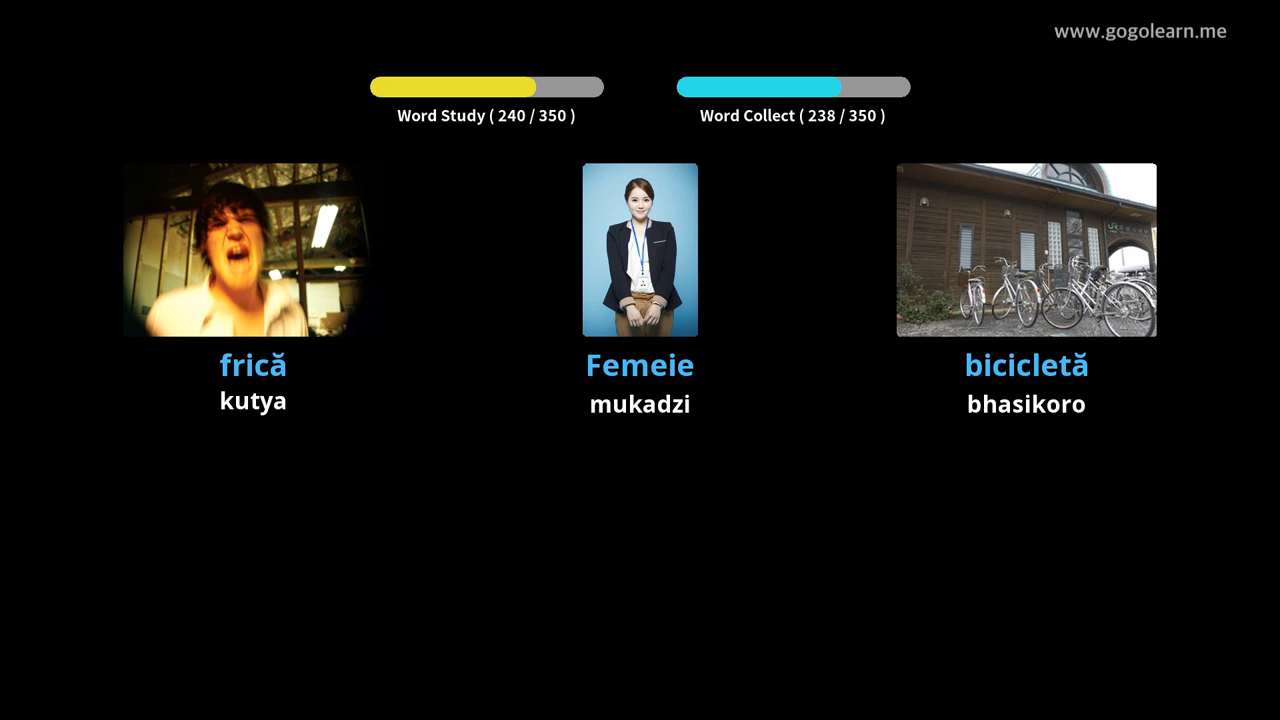 www.gogolearn.me
Word Study ( 240 / 350 )
Word Collect ( 238 / 350 )
frică
kutya
Femeie
mukadzi
bicicletă
bhasikoro